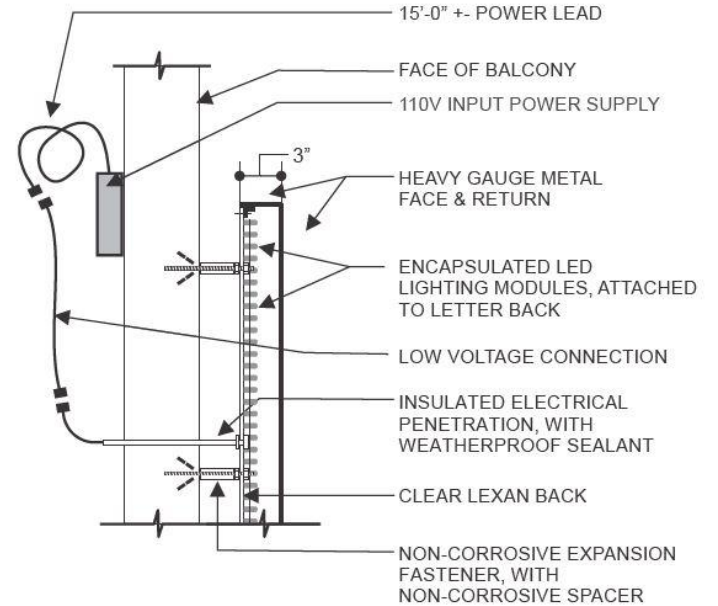 15'-0" +- POWER LEAD
FACE OF BALCONY
110V INPUT POWER SUPPLY
3"
HEAVY GAUGE METAL
FACE & RETURN
ENCAPSULATED LED
LIGHTING MODULES, ATTACHED
TO LETTER BACK
LOW VOLTAGE CONNECTION
INSULATED ELECTRICAL
PENETRATION, WITH
WEATHERPROOF SEALANT
CLEAR LEXAN BACK
NON-CORROSIVE EXPANSION
FASTENER, WITH
NON-CORROSIVE SPACER